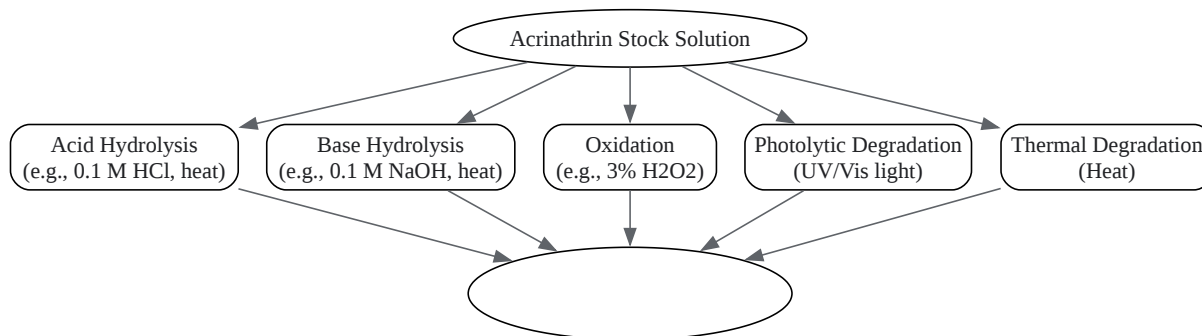 Acrinathrin Stock Solution
Acid Hydrolysis
(e.g., 0.1 M HCl, heat)
Base Hydrolysis
(e.g., 0.1 M NaOH, heat)
Oxidation
(e.g., 3% H2O2)
Photolytic Degradation
(UV/Vis light)
Thermal Degradation
(Heat)